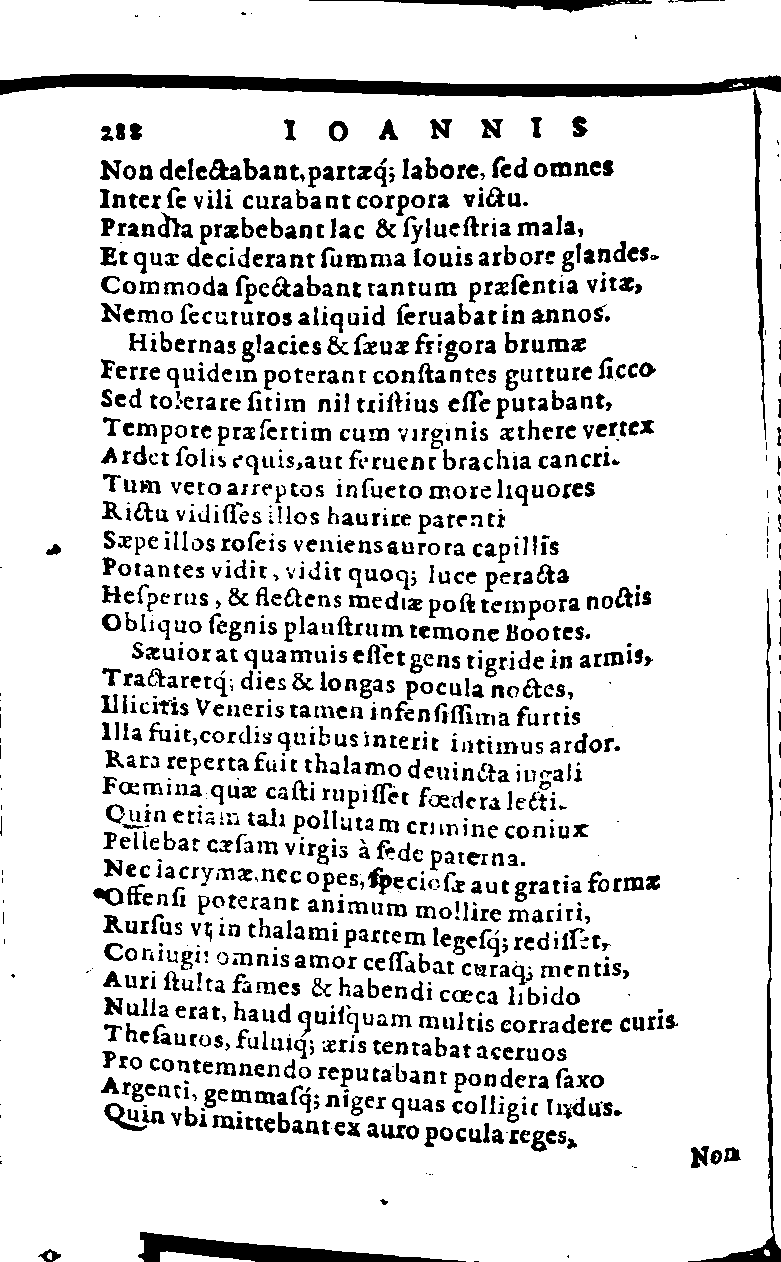 288 IOANNIS
Non delectabant, partæq́; labore, ſed omnes
Inter ſe vili curabant corpora victu.
Prandia præbebant lac & ſylueſtria mala,
Et quæ deciderant ſumma Iouis arbore glandes.
Commoda ſpectabant tantum præſentia vitæ,
Nemo ſecuturos aliquid ſeruabat in annos.
Hibernas glacies & ſæuæ frigora brumæ
Ferre quidem poterant conſtantes gutture ſicco
Sed tolerare ſitim nil triſtius eſſe putabant,
Tempore præſertim cum virginis æthere vertex
Ardet ſolis equis, aut feruent brachia cancri.
Tum vero arreptos inſueto more liquores
Rictu vidiſſes illos haurire patenti
Sæpe illos roſeis veniens aurora capillis
Potantes vidit, vidit quoq; luce peracta
Heſperus, & flectens mediæ poſt tempora noctis
Obliquo ſegnis plauſtrum temone Bootes.
Sæuior at quamuis eſſet gens tigride in armis,
Tractaretq́; dies & longas pocula noctes,
Illicitis Veneris tamen infenſiſſima furtis
Illa fuit, cordis quibus interit intimus ardor.
Rara reperta fuit thalamo deuincta iugali
Fœmina quæ caſti rupiſſet fœdera lecti.
Quin etiam tali pollutam crimine coniux
Pellebat cæſam virgis à ſede paterna.
Nec lacrymæ, nec opes, ſpecioſæ aut gratia formæ
Offenſi poterant animum mollire mariti,
Rurſus vt in thalami partem legeſq́; rediſſet,
Coniugii omnis amor ceſſabat curaq; mentis,
Auri ſtulta fames & habendi cœca libido
Nulla erat, haud quiſquam multis corradere curis
Theſauros, fuluiq́; æris tentabat aceruos
Pro contemnendo reputabant pondera ſaxo
Argenti, gemmaſq́; niger quas colligit Indus.
Quin vbi mittebant ex auro pocula reges,
Non